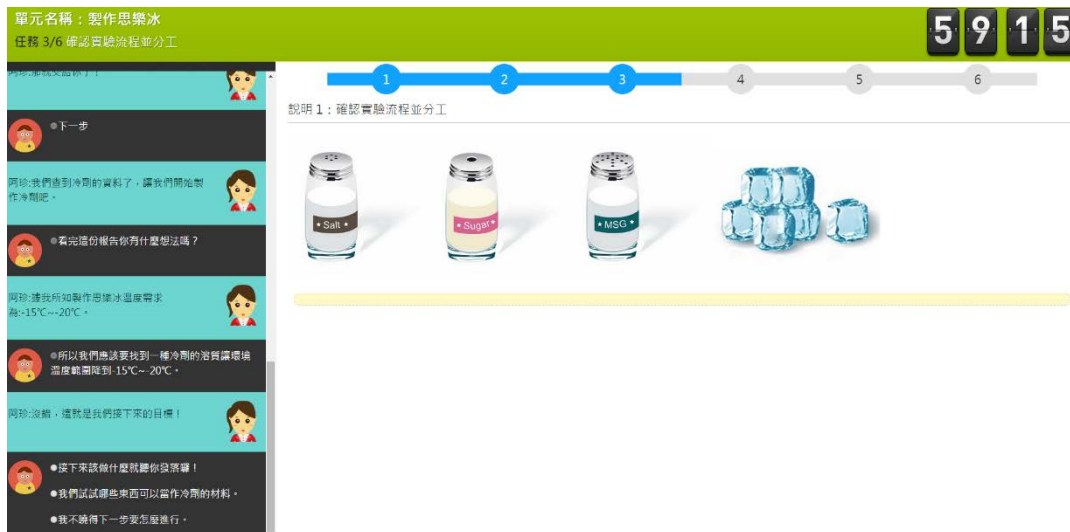 單元名稱：製作思樂冰
任務 3/6 確認實驗流程並分工
59 15
1 2 3 4 5 6
說明1：確認實驗流程並分工
Salt
Sugar
MSG
下一步
阿珍:我們查到冷劑的資料了，讓我們開始製
作冷劑吧。
看完這份報告你有什麼想法嗎？
阿珍:據我所知製作思樂冰溫度需求
為:-15℃~-20℃。
所以我們應該要找到一種冷劑的溶質讓環境
溫度範圍降到-15℃~-20℃。
阿珍:沒錯，這就是我們接下來的目標！
接下來該做什麼就聽你發落囉！
我們試試哪些東西可以當作冷劑的材料。
我不曉得下一步要怎麼進行。